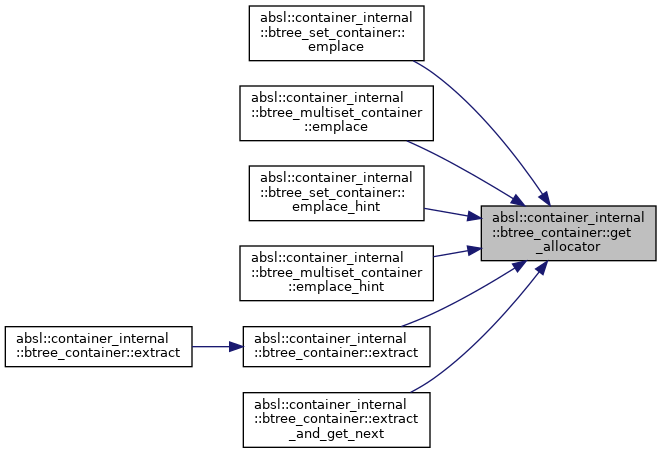 absl::container_internal
::btree_set_container::
emplace
absl::container_internal
::btree_multiset_container
::emplace
absl::container_internal
::btree_set_container::
emplace_hint
absl::container_internal
::btree_container::get
_allocator
absl::container_internal
::btree_multiset_container
::emplace_hint
absl::container_internal
::btree_container::extract
absl::container_internal
::btree_container::extract
absl::container_internal
::btree_container::extract
_and_get_next